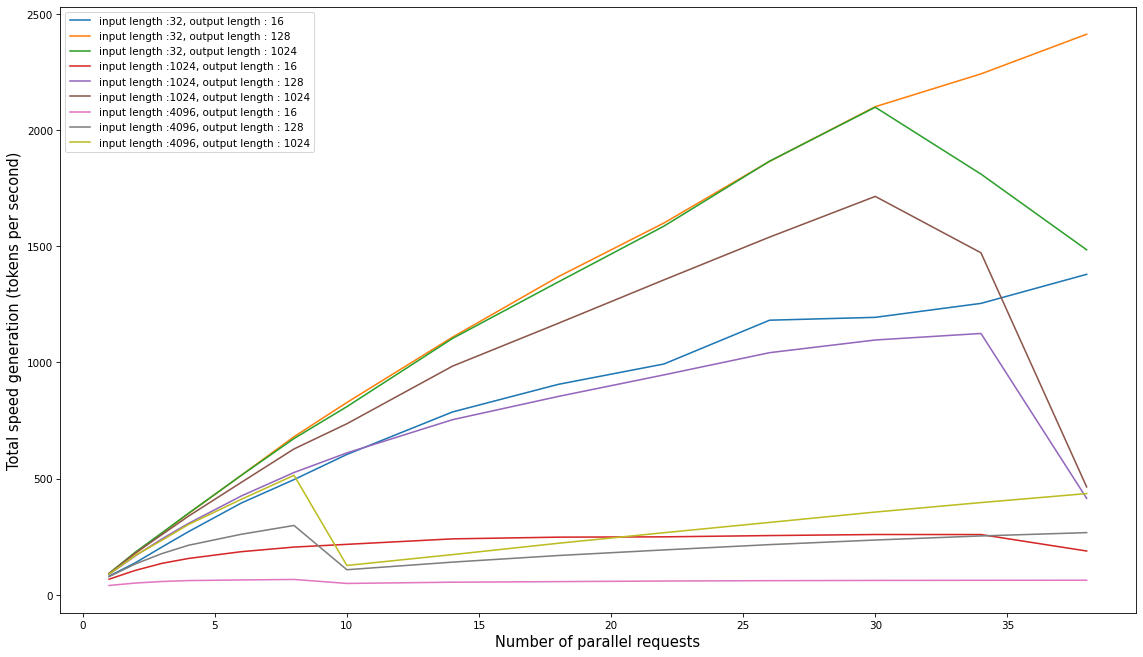 input length :32, output length : 16
input length :32, output length : 128
input length :32, output length : 1024
input length :1024, output length : 16
input length :1024, output length : 128
input length :1024, output length : 1024
input length :4096, output length : 16
input length :4096, output length : 128
input length :4096, output length : 1024
Total speed generation (tokens per second)
2500
2000
1500
1000
500
0
0 5 10 15 20 25 30 35
Number of parallel requests